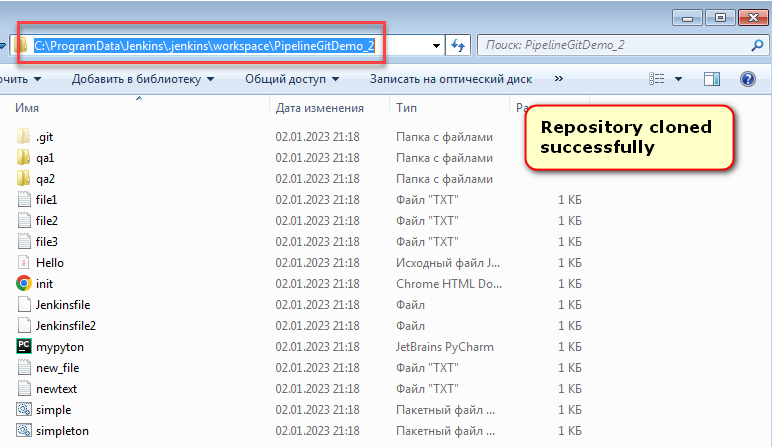 C:\ProgramData\Jenkins\.jenkins\workspace\PipelineGitDemo_2
Поиск: PipelineGitDemo_2
Добавить в библиотеку
Общий доступ
Записать на оптический диск
»
Имя
Дата изменения
Тип
Repository cloned
successfully
.git 02.01.2023 21:18 Папка с файлами
qa1 02.01.2023 21:18 Папка с файлами
qa2 02.01.2023 21:18 Папка с файлами
file1 02.01.2023 21:18 Файл "TXT" 1 КБ
file2 02.01.2023 21:18 Файл "TXT" 1 КБ
file3 02.01.2023 21:18 Файл "TXT" 1 КБ
Hello 02.01.2023 21:18 Исходный файл J... 1 КБ
init 02.01.2023 21:18 Chrome HTML Do... 1 КБ
Jenkinsfile 02.01.2023 21:18 Файл 1 КБ
Jenkinsfile2 02.01.2023 21:18 Файл 1 КБ
mypyton 02.01.2023 21:18 JetBrains PyCharm 1 КБ
new_file 02.01.2023 21:18 Файл "TXT" 1 КБ
newtext 02.01.2023 21:18 Файл "TXT" 1 КБ
simple 02.01.2023 21:18 Пакетный файл ... 1 КБ
simpleton 02.01.2023 21:18 Пакетный файл ... 1 КБ